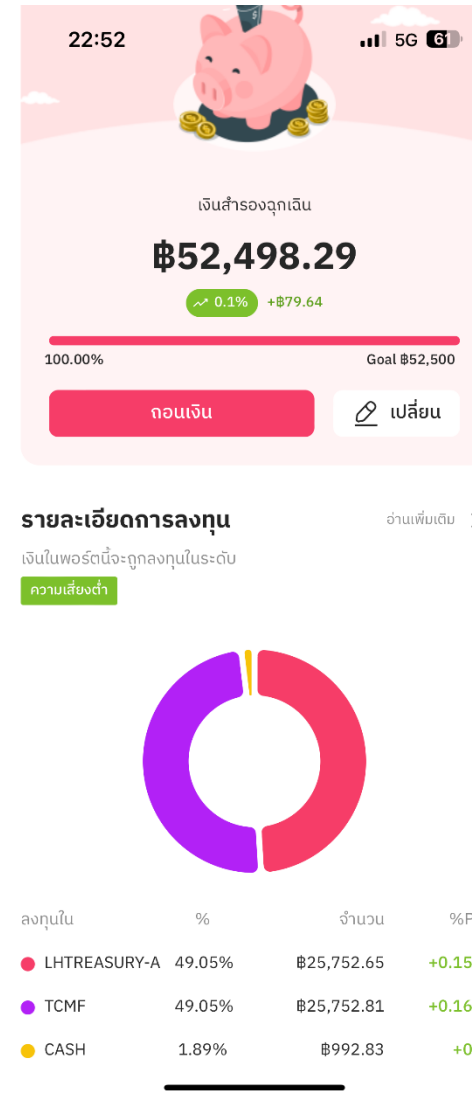 22:52 5G 61
$
เงินสำรองฉุกเฉิน
฿52,498.29
0.1% +฿79.64
100.00% Goal ฿52,500
ถอนเงิน เปลี่ยน
รายละเอียดการลงทุน อ่านเพิ่มเติม
เงินในพอร์ตนี้จะถูกลงทุนในระดับ
ความเสี่ยงต่ำ
ลงทุนใน % จำนวน %P
LHTREASURY-A 49.05% ฿25,752.65 +0.15
TCMF 49.05% ฿25,752.81 +0.16
CASH 1.89% ฿992.83 +0